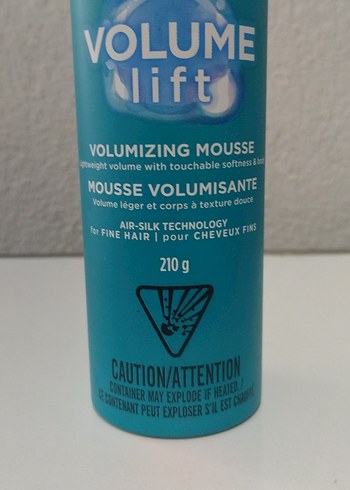 VOLUME
lift
VOLUMIZING MOUSSE
Lightweight volume with touchable softness & body
MOUSSE VOLUMISANTE
Volume léger et corps à texture douce
AIR-SILK TECHNOLOGY
for FINE HAIR | pour CHEVEUX FINS
210 g
CAUTION/ATTENTION
CONTAINER MAY EXPLODE IF HEATED. /
CE CONTENANT PEUT EXPLOSER S'IL EST CHAUFFÉ.